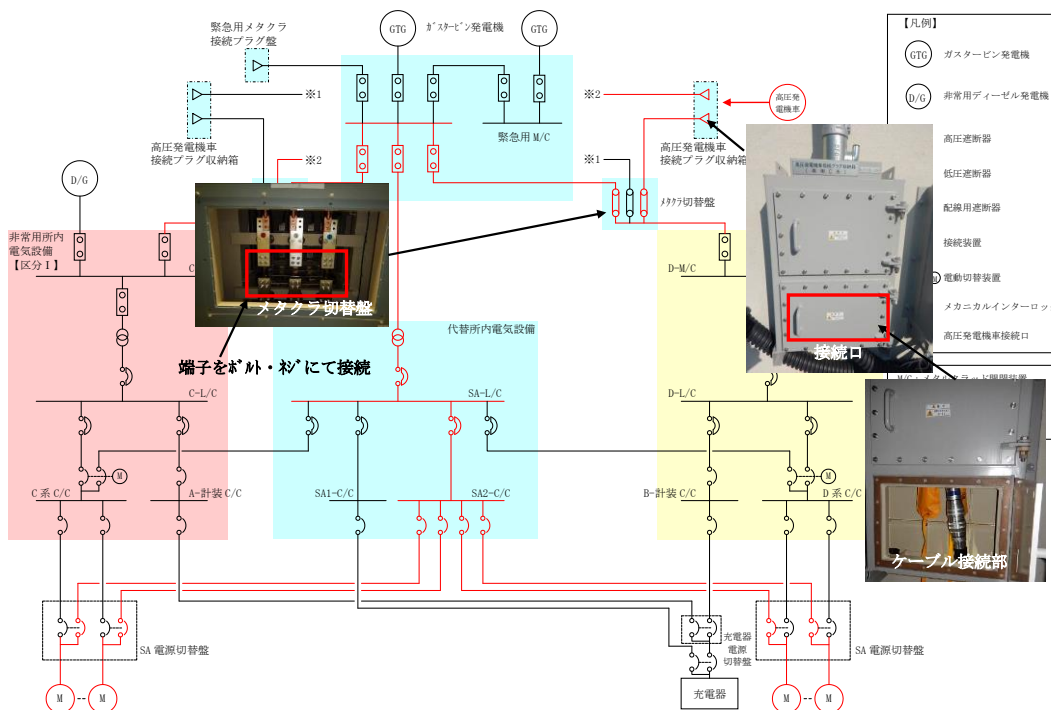 緊急用メタクラ
接続プラグ盤
GTG
ガスタービン発電機
GTG
【凡例】
GTG
ガスタービン発電機
D/G
非常用ディーゼル発電機
高圧遮断器
低圧遮断器
配線用遮断器
接続装置
M
電動切替装置
メカニカルインターロッ
高圧発電機車接続口
※1
高圧発電機車
接続プラグ収納箱
※2
緊急用 M/C
※2
高圧発
電機車
高圧発電機車
接続プラグ収納箱
※1
メタクラ切替盤
D/G
非常用所内
電気設備
【区分Ⅰ】
C
メタクラ切替盤
端子をボルト・ネジにて接続
D-M/C
接続口
代替所内電気設備
C-L/C
SA-L/C
D-L/C
M
M
C 系 C/C
A-計装 C/C
SA1-C/C
SA2-C/C
B-計装 C/C
D 系 C/C
ケーブル接続部
SA 電源切替盤
充電器
電源
切替盤
SA 電源切替盤
M
M
充電器
M
M